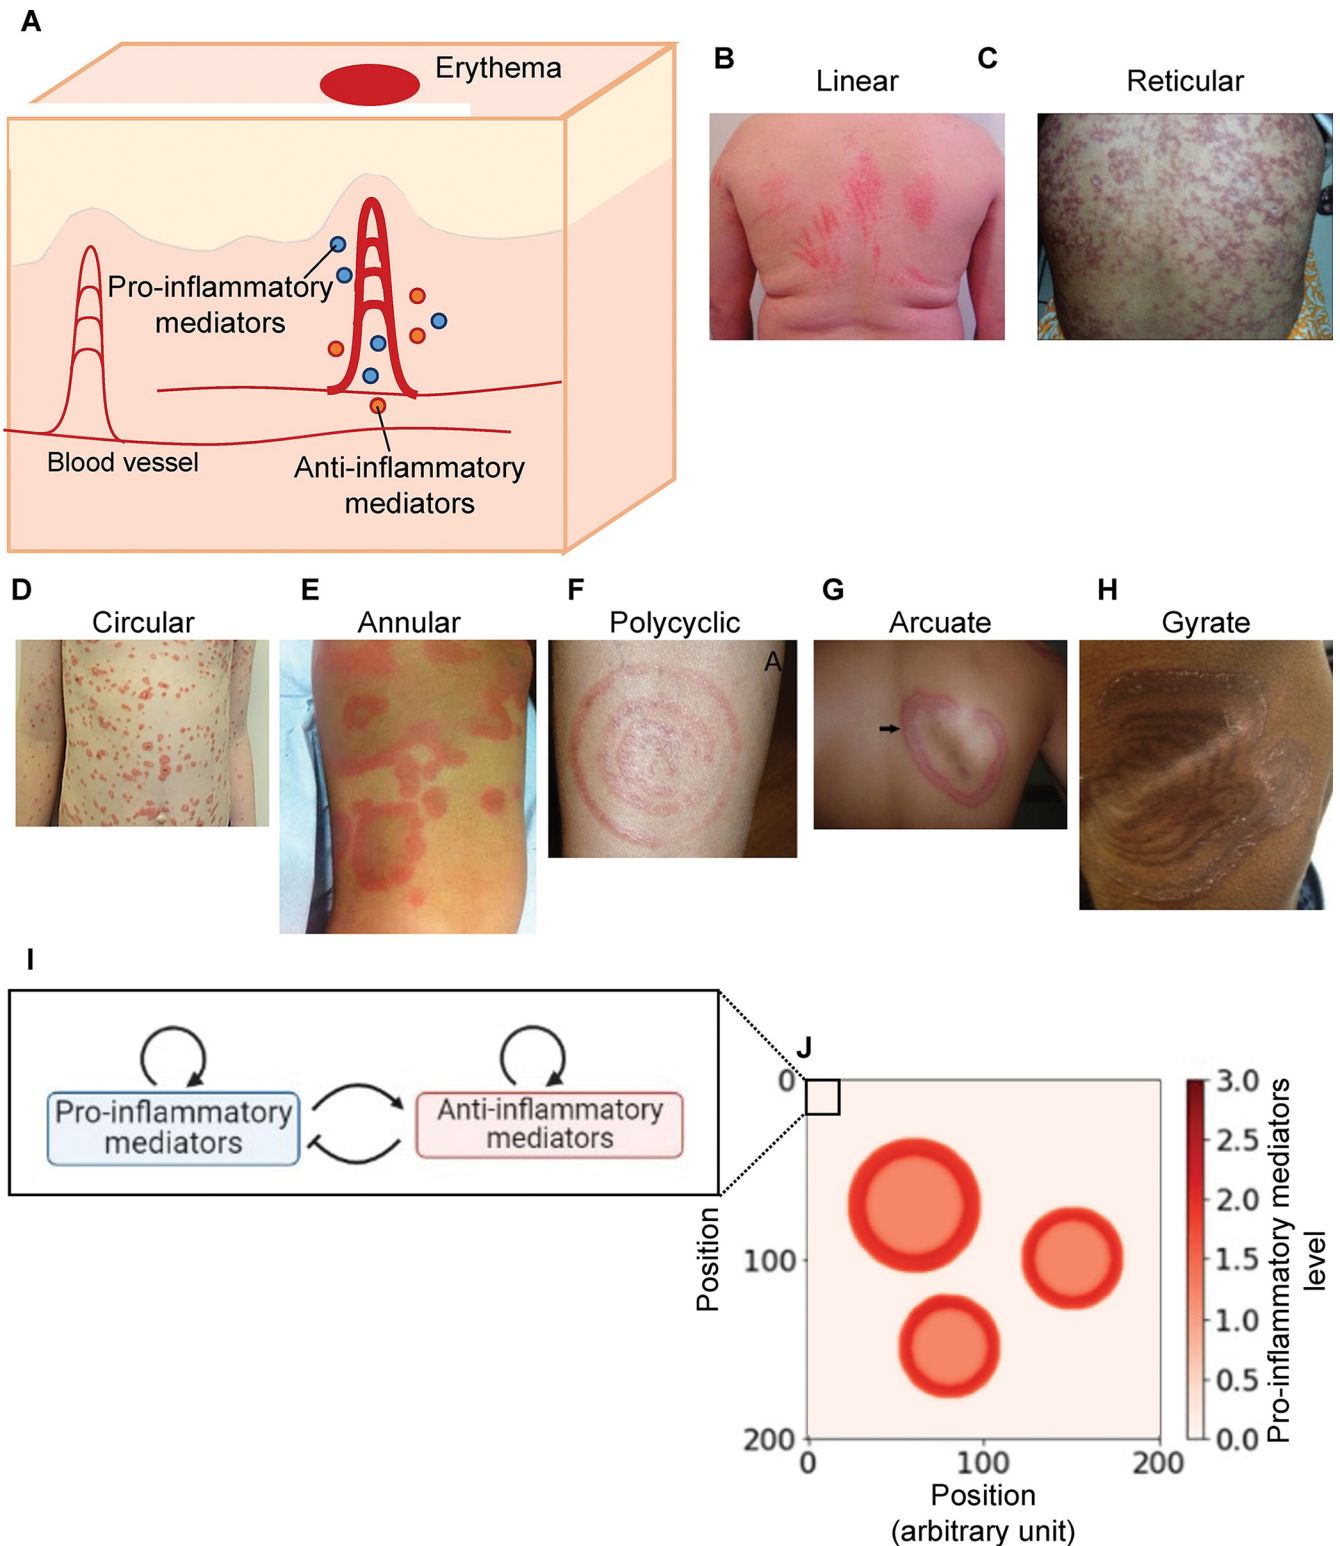 A
Erythema
Pro-inflammatory
mediators
Blood vessel
Anti-inflammatory
mediators
B
Linear
C
Reticular
D
Circular
E
Annular
F
Polycyclic
A
G
Arcuate
H
Gyrate
I
Pro-inflammatory
mediators
Anti-inflammatory
mediators
J
0
100
200
Position
0
100
200
Position
(arbitrary unit)
3.0
2.5
2.0
1.5
1.0
0.5
0.0
Pro-inflammatory mediators
level